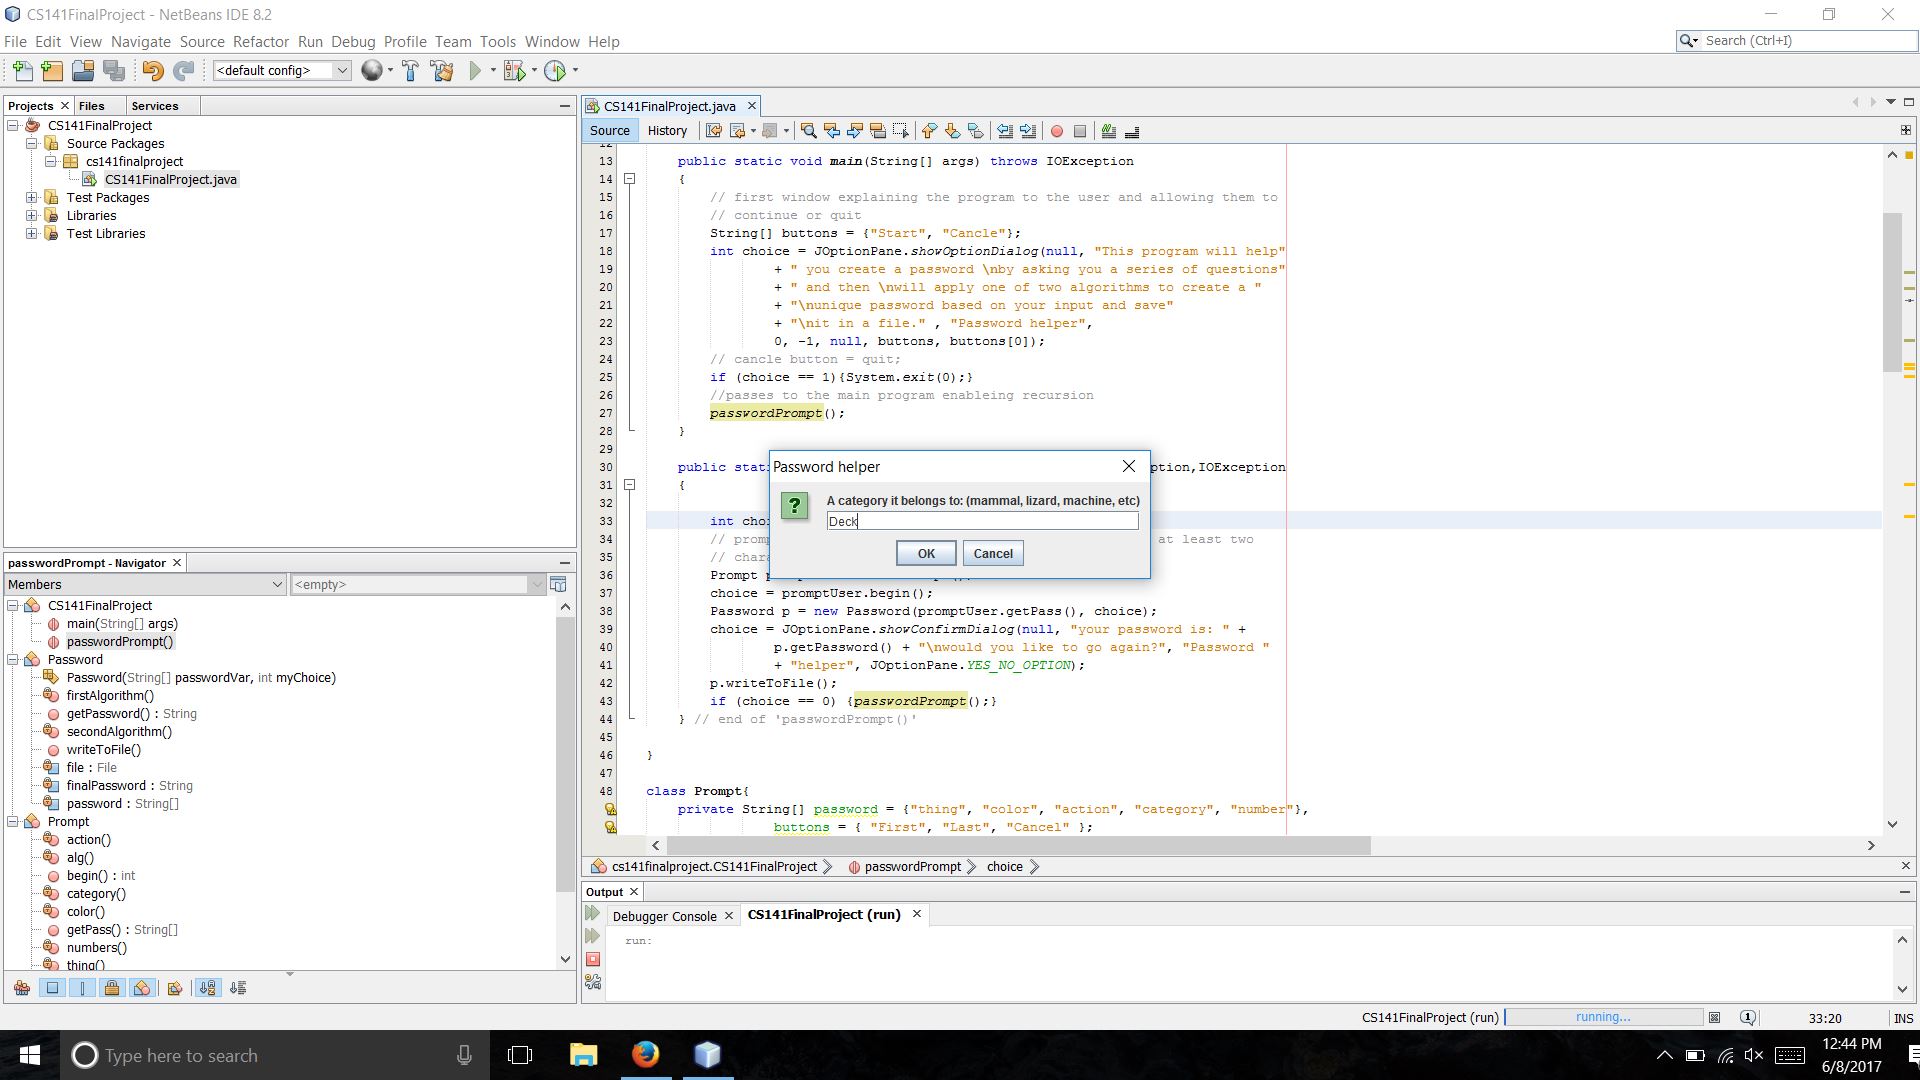 CS141FinalProject - NetBeans IDE 8.2
File Edit View Navigate Source Refactor Run Debug Profile Team Tools Window Help
Search (Ctrl+I)
<default config>
Projects Files Services
CS141FinalProject
Source Packages
cs141finalproject
CS141FinalProject.java
Test Packages
Libraries
Test Libraries
passwordPrompt - Navigator
Members <empty>
CS141FinalProject
main(String[] args)
passwordPrompt()
Password
Password(String[] passwordVar, int myChoice)
firstAlgorithm()
getPassword() : String
secondAlgorithm()
writeToFile()
file : File
finalPassword : String
password : String[]
Prompt
action()
alg()
begin() : int
category()
color()
getPass() : String[]
numbers()
thing()
CS141FinalProject.java
Source History
12
13 public static void main(String[] args) throws IOException
14 {
15 // first window explaining the program to the user and allowing them to
16 // continue or quit
17 String[] buttons = {"Start", "Cancle"};
18 int choice = JOptionPane.showOptionDialog(null, "This program will help"
19 + " you create a password \nby asking you a series of questions"
20 + " and then \nwill apply one of two algorithms to create a "
21 + "\nunique password based on your input and save"
22 + "\nit in a file." , "Password helper",
23 0, -1, null, buttons, buttons[0]);
24 // cancle button = quit;
25 if (choice == 1){System.exit(0);}
26 //passes to the main program enableing recursion
27 passwordPrompt();
28 }
29
30 public stati ption,IOException
31 {
32
33 int choi
34 // prom at least two
35 // chara
36 Prompt p
37 choice = promptUser.begin();
38 Password p = new Password(promptUser.getPass(), choice);
39 choice = JOptionPane.showConfirmDialog(null, "your password is: " +
40 p.getPassword() + "\nwould you like to go again?", "Password "
41 + "helper", JOptionPane.YES_NO_OPTION);
42 p.writeToFile();
43 if (choice == 0) {passwordPrompt();}
44 } // end of 'passwordPrompt()'
45
46 }
47
48 class Prompt{
private String[] password = {"thing", "color", "action", "category", "number"},
buttons = { "First", "Last", "Cancel" };
Password helper
A category it belongs to: (mammal, lizard, machine, etc)
Deck
OK Cancel
cs141finalproject.CS141FinalProject passwordPrompt choice
Output
Debugger Console CS141FinalProject (run)
run:
CS141FinalProject (run) running... 33:20 INS
Type here to search
12:44 PM
6/8/2017